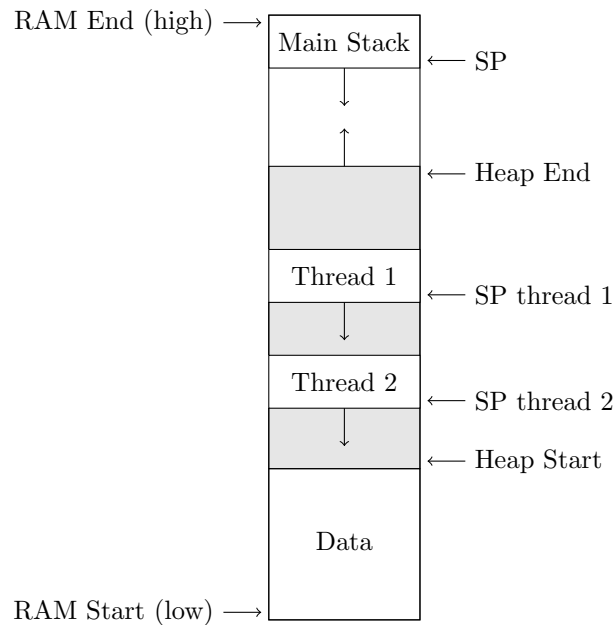 RAM End (high)
Main Stack
SP
Heap End
Thread 1
SP thread 1
Thread 2
SP thread 2
Heap Start
Data
RAM Start (low)